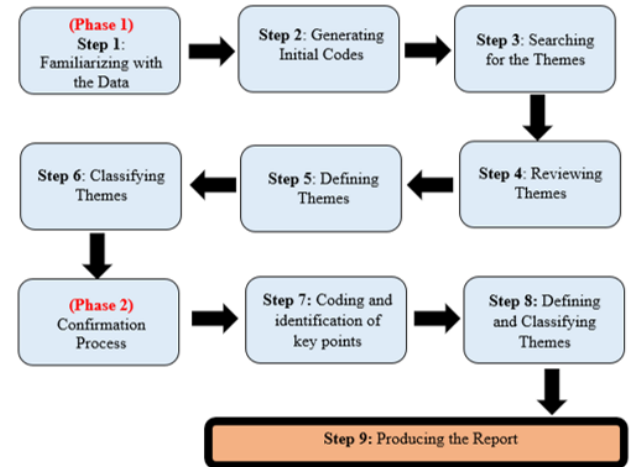 (Phase 1)
Step 1:
Familiarizing with
the Data
Step 2: Generating
Initial Codes
Step 3: Searching
for the Themes
Step 4: Reviewing
Themes
Step 5: Defining
Themes
Step 6: Classifying
Themes
(Phase 2)
Confirmation
Process
Step 7: Coding and
identification of
key points
Step 8: Defining
and Classifying
Themes
Step 9: Producing the Report